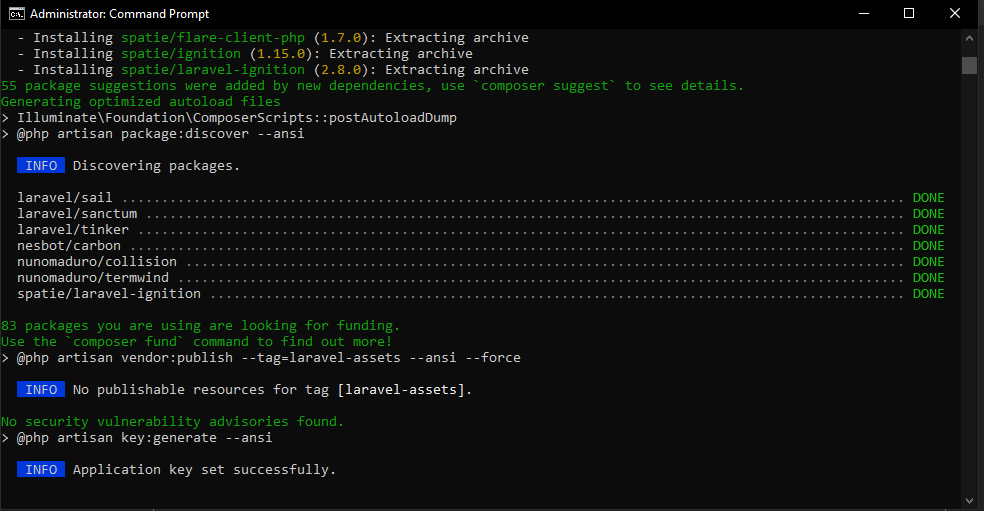 Administrator: Command Prompt
- Installing spatie/flare-client-php (1.7.0): Extracting archive
- Installing spatie/ignition (1.15.0): Extracting archive
- Installing spatie/laravel-ignition (2.8.0): Extracting archive
55 package suggestions were added by new dependencies, use `composer suggest` to see details.
Generating optimized autoload files
> Illuminate\Foundation\ComposerScripts::postAutoloadDump
> @php artisan package:discover --ansi
INFO Discovering packages.
laravel/sail .................................................................................................. DONE
laravel/sanctum ............................................................................................... DONE
laravel/tinker ................................................................................................ DONE
nesbot/carbon ................................................................................................. DONE
nunomaduro/collision .......................................................................................... DONE
nunomaduro/termwind ........................................................................................... DONE
spatie/laravel-ignition ....................................................................................... DONE
83 packages you are using are looking for funding.
Use the `composer fund` command to find out more!
> @php artisan vendor:publish --tag=laravel-assets --ansi --force
INFO No publishable resources for tag [laravel-assets].
No security vulnerability advisories found.
> @php artisan key:generate --ansi
INFO Application key set successfully.